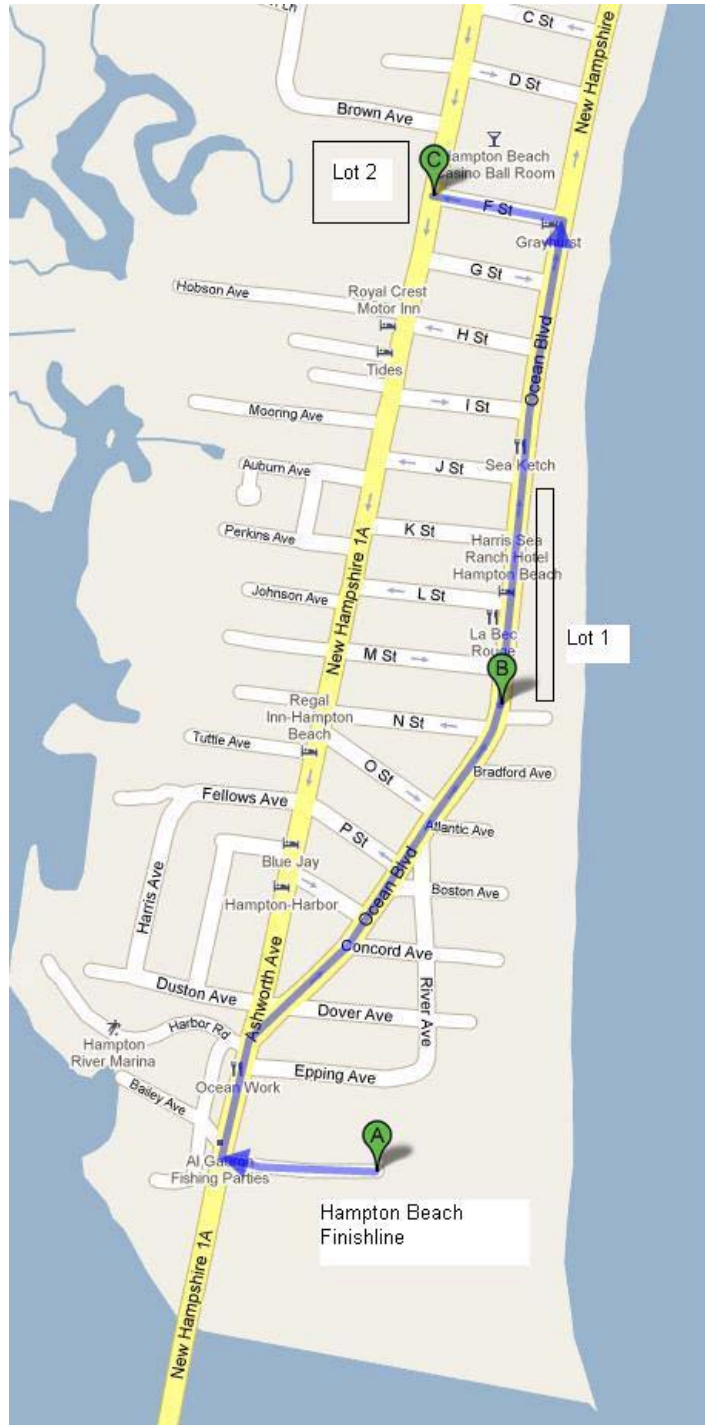 Ln
C St
New Hampshire
D St
Brown Ave
Lot 2
C
Hampton Beach
Casino Ball Room
F St
Grayhurst
G St
Hobson Ave
Royal Crest
Motor Inn
H St
Ocean Blvd
Tides
I St
Mooring Ave
J St
Sea Ketch
Auburn Ave
K St
Perkins Ave
Harris Sea
Ranch Hotel
Hampton Beach
New Hampshire 1A
L St
Johnson Ave
La Bec
Rouge
Lot 1
M St
B
Regal
Inn-Hampton
Beach
N St
Tuttle Ave
O St
Bradford Ave
Fellows Ave
P St
Atlantic Ave
Blue Jay
Harris Ave
Ocean Blvd
Boston Ave
Hampton-Harbor
Concord Ave
Ashworth Ave
River Ave
Duston Ave
Dover Ave
Harbor Rd
Hampton
River Marina
Epping Ave
Ocean Work
Bailey Ave
A
Al Gauron
Fishing Parties
Hampton Beach
Finishline
New Hampshire 1A